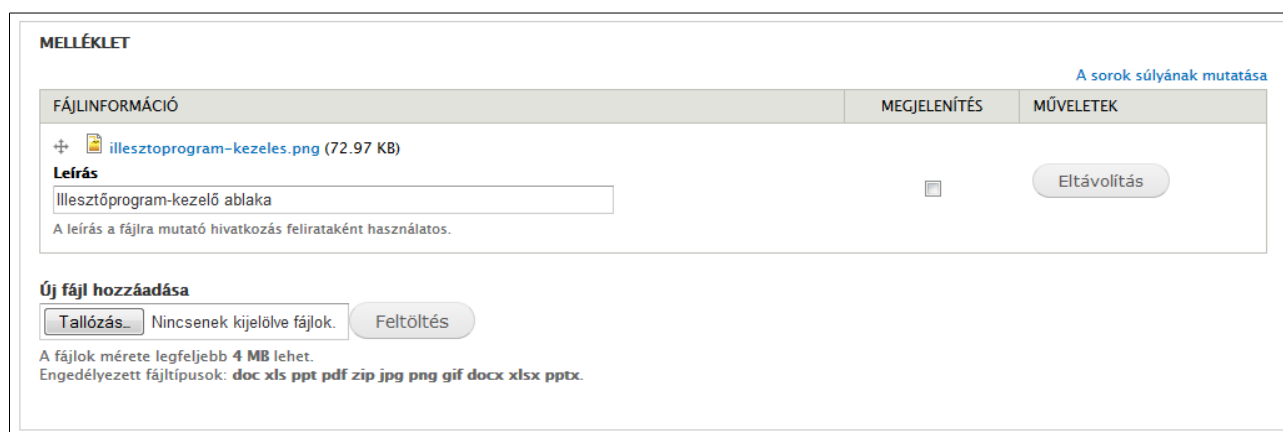 MELLÉKLET
A sorok súlyának mutatása
FÁJLINFORMÁCIÓ MEGJELENÍTÉS MŰVELETEK
illesztoprogram-kezeles.png (72.97 KB)
Leírás
Illesztőprogram-kezelő ablaka
Eltávolítás
A leírás a fájlra mutató hivatkozás felirataként használatos.
Új fájl hozzáadása
Tallózás… Nincsenek kijelölve fájlok. Feltöltés
A fájlok mérete legfeljebb 4 MB lehet.
Engedélyezett fájltípusok: doc xls ppt pdf zip jpg png gif docx xlsx pptx.